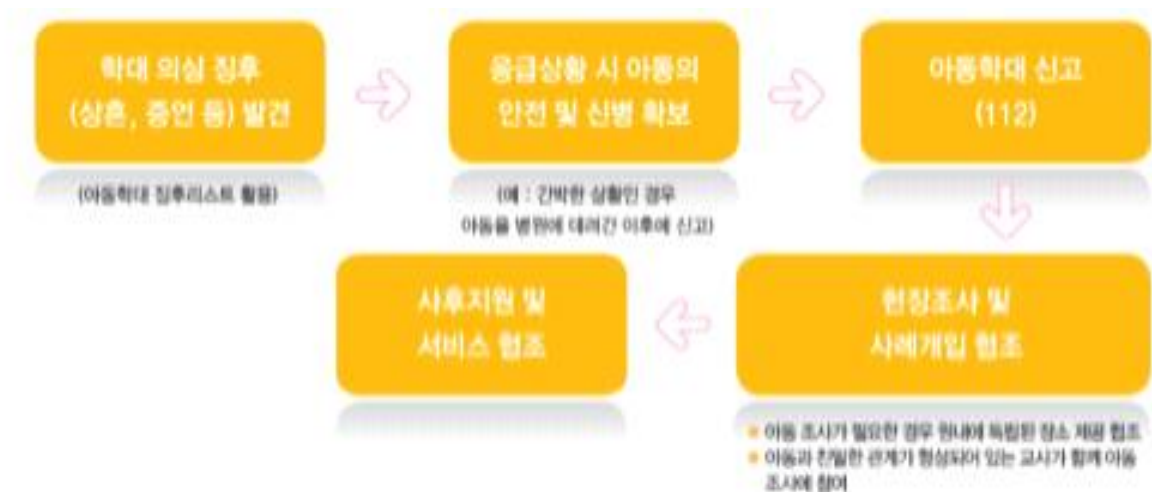 학대 의심 징후
(상흔, 증언 등) 발견
(아동학대 징후리스트 활용)
응급상황 시 아동의
안전 및 신병 확보
(예 : 긴박한 상황인 경우
아동을 병원에 데려간 이후에 신고)
아동학대 신고
(112)
현장조사 및
사례개입 협조
아동 조사가 필요한 경우 원내에 독립된 장소 제공 협조
아동과 친밀한 관계가 형성되어 있는 교사가 함께 아동
조사에 참여
사후지원 및
서비스 협조